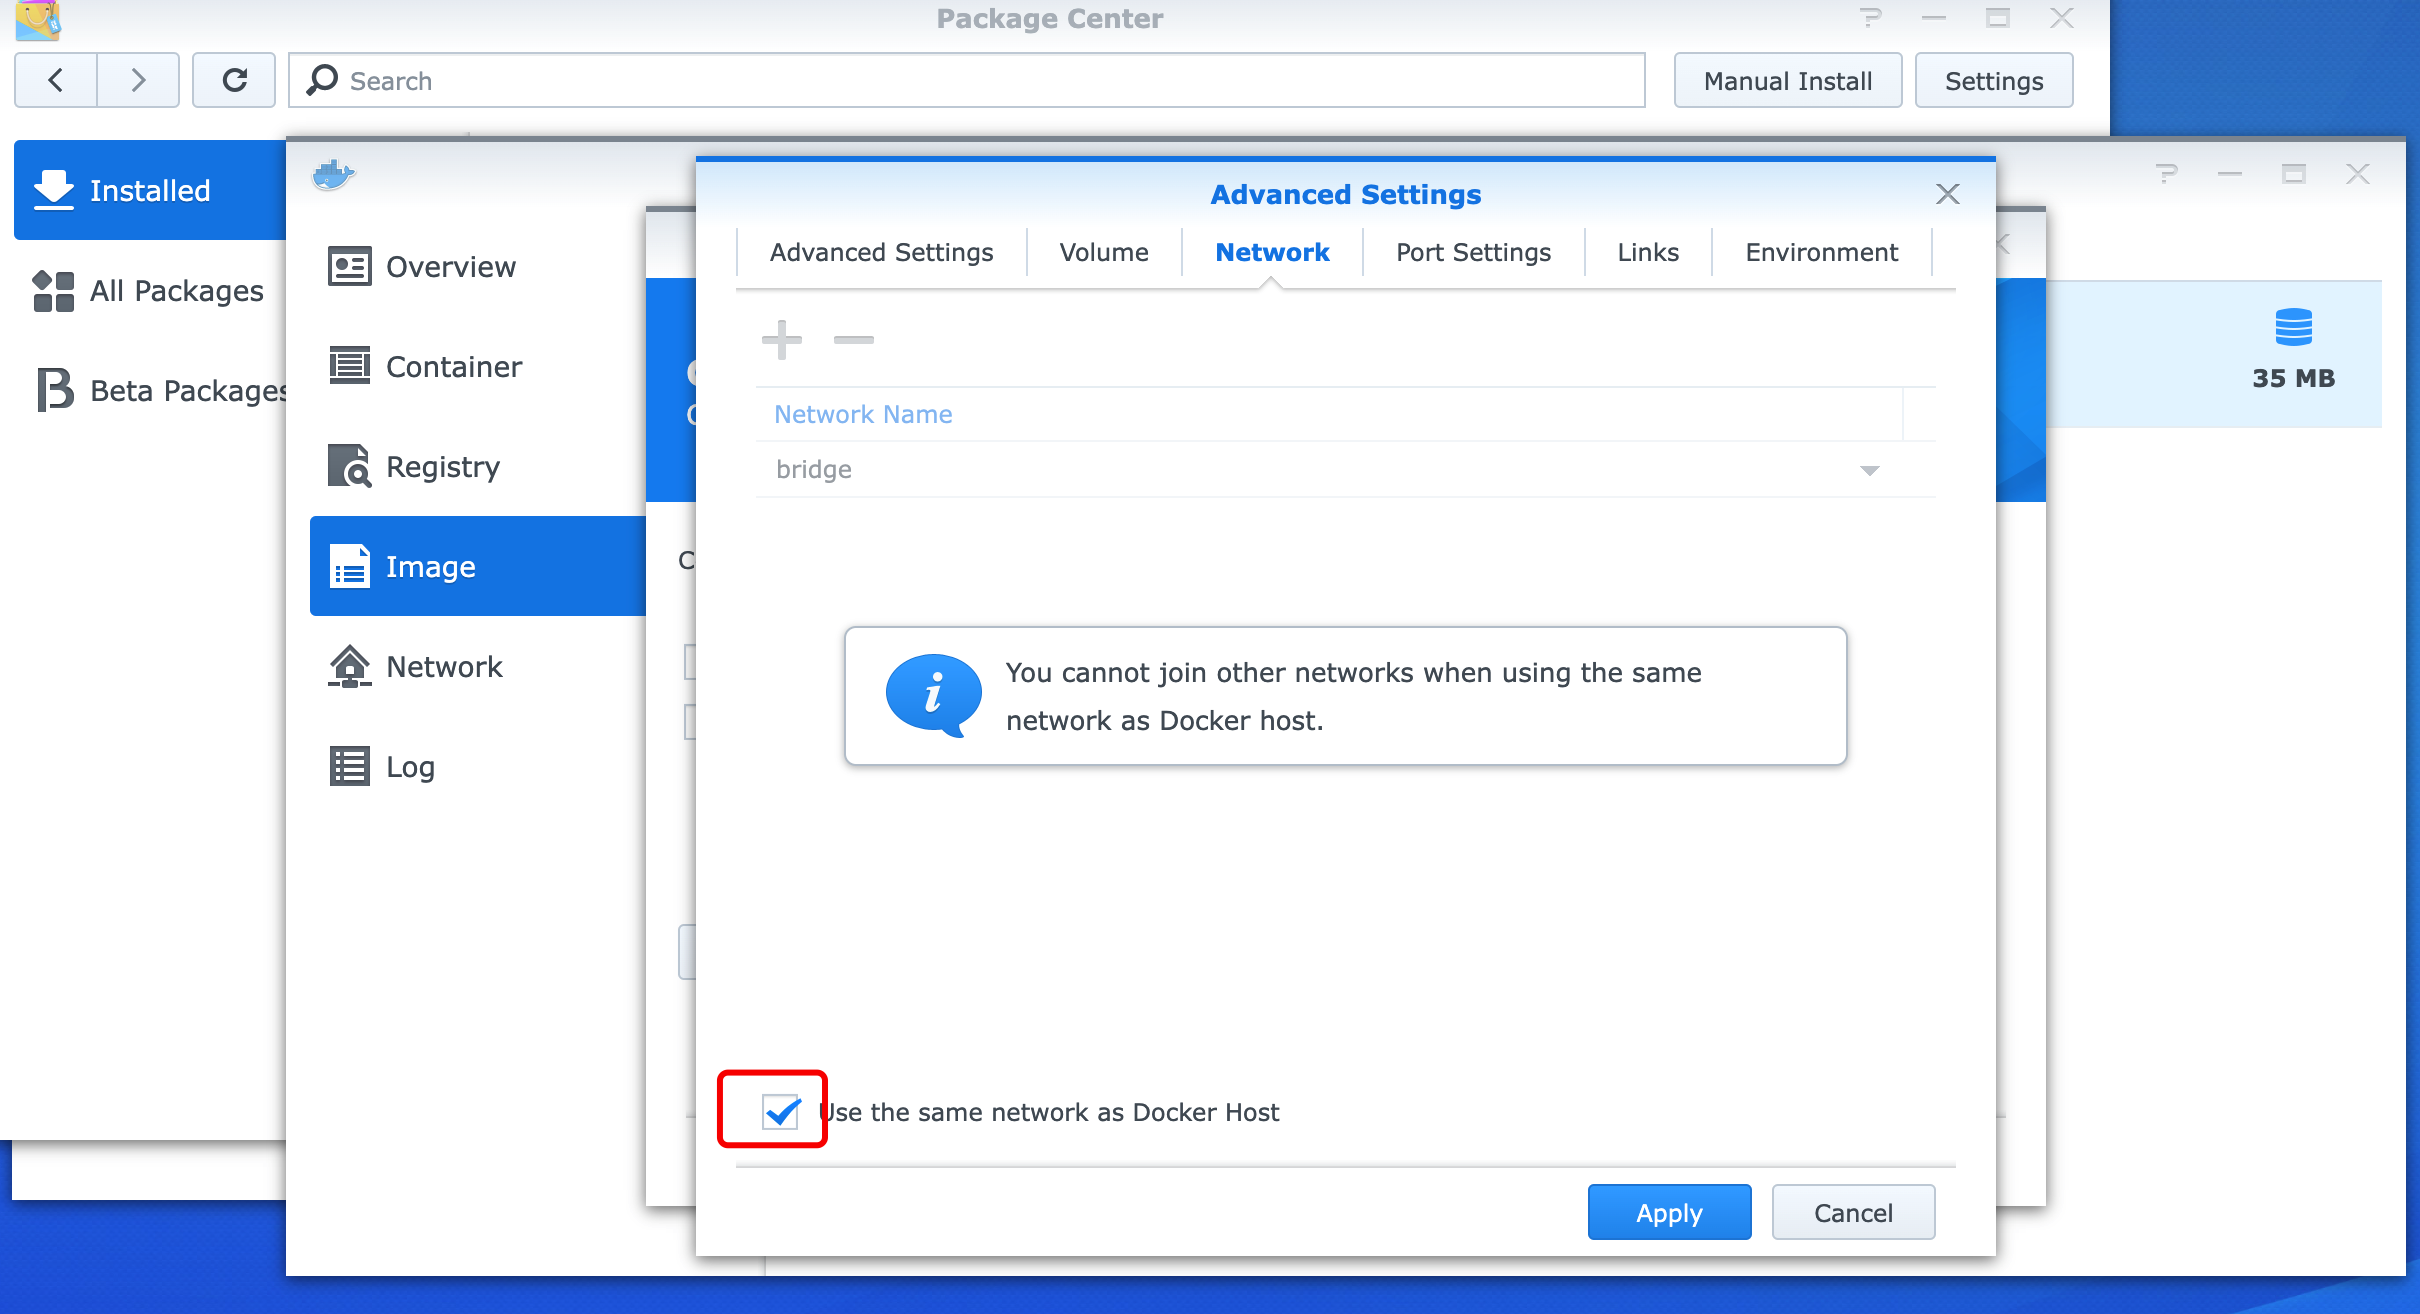 Package Center
Search
Manual Install
Settings
Installed
All Packages
Beta Packages
Overview
Container
Registry
Image
Network
Log
Advanced Settings
Advanced Settings
Volume
Network
Port Settings
Links
Environment
Network Name
bridge
You cannot join other networks when using the same
network as Docker host.
Use the same network as Docker Host
Apply
Cancel
35 MB